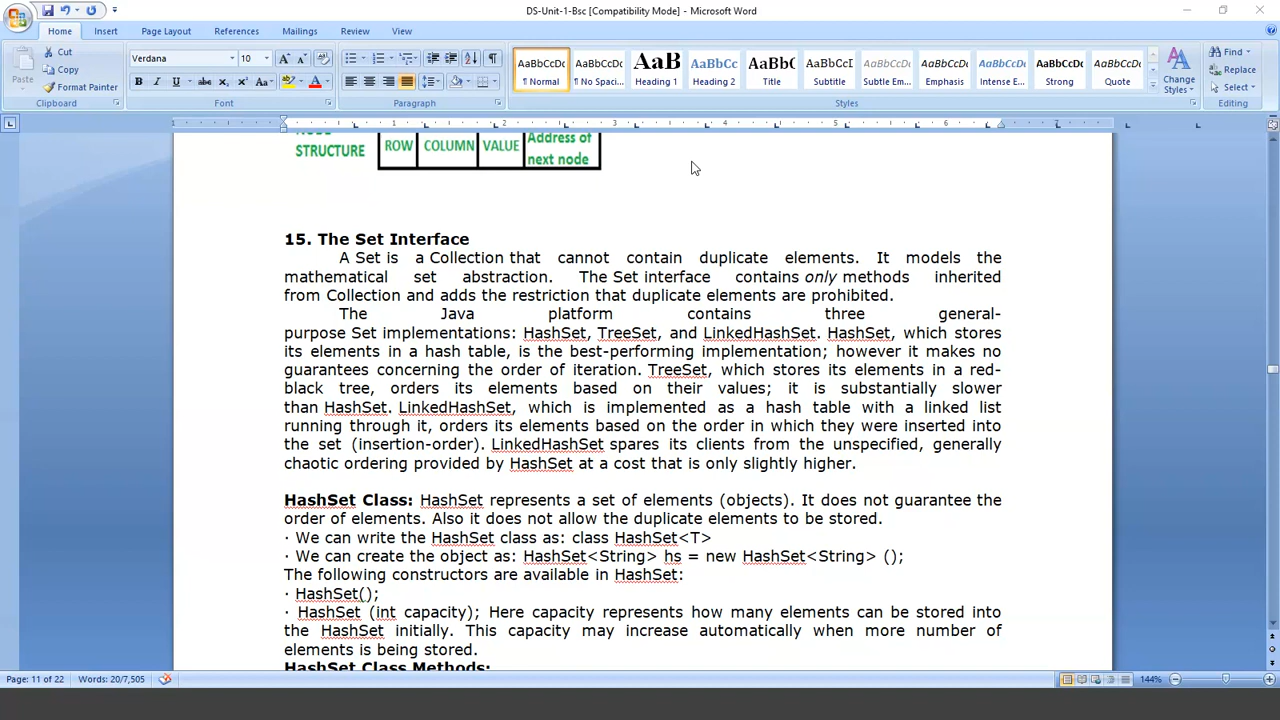 DS-Unit-1-Bsc [Compatibility Mode] - Microsoft Word
Home Insert Page Layout References Mailings Review View
Paste Cut Copy Format Painter Clipboard
Verdana 10 Font
Paragraph
AaBbCcDc AaBbCcDc AaB AaBbCc AaBb( AaBbCcI AaBbCcDc AaBbCcDc AaBbCcDc AaBbCcDc AaBbCcDc
¶ Normal ¶ No Spaci... Heading 1 Heading 2 Title Subtitle Subtle Em... Emphasis Intense E... Strong Quote
Change Styles Styles
Find Replace Select Editing
1 1 2 3 4 5 6 7
STRUCTURE ROW COLUMN VALUE Address of
next node
15. The Set Interface
A Set is a Collection that cannot contain duplicate elements. It models the
mathematical set abstraction. The Set interface contains only methods inherited
from Collection and adds the restriction that duplicate elements are prohibited.
The Java platform contains three general-
purpose Set implementations: HashSet, TreeSet, and LinkedHashSet. HashSet, which stores
its elements in a hash table, is the best-performing implementation; however it makes no
guarantees concerning the order of iteration. TreeSet, which stores its elements in a red-
black tree, orders its elements based on their values; it is substantially slower
than HashSet. LinkedHashSet, which is implemented as a hash table with a linked list
running through it, orders its elements based on the order in which they were inserted into
the set (insertion-order). LinkedHashSet spares its clients from the unspecified, generally
chaotic ordering provided by HashSet at a cost that is only slightly higher.
HashSet Class: HashSet represents a set of elements (objects). It does not guarantee the
order of elements. Also it does not allow the duplicate elements to be stored.
· We can write the HashSet class as: class HashSet<T>
· We can create the object as: HashSet<String> hs = new HashSet<String> ();
The following constructors are available in HashSet:
· HashSet();
· HashSet (int capacity); Here capacity represents how many elements can be stored into
the HashSet initially. This capacity may increase automatically when more number of
elements is being stored.
HashSet Class Methods:
Page: 11 of 22 Words: 20/7,505 144%